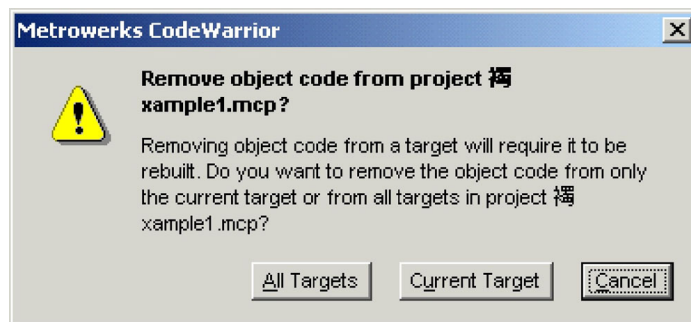 Metrowerks CodeWarrior
Remove object code from project 襡
xample1.mcp?
Removing object code from a target will require it to be
rebuilt. Do you want to remove the object code from only
the current target or from all targets in project 襡
xample1.mcp?
All Targets
Current Target
Cancel